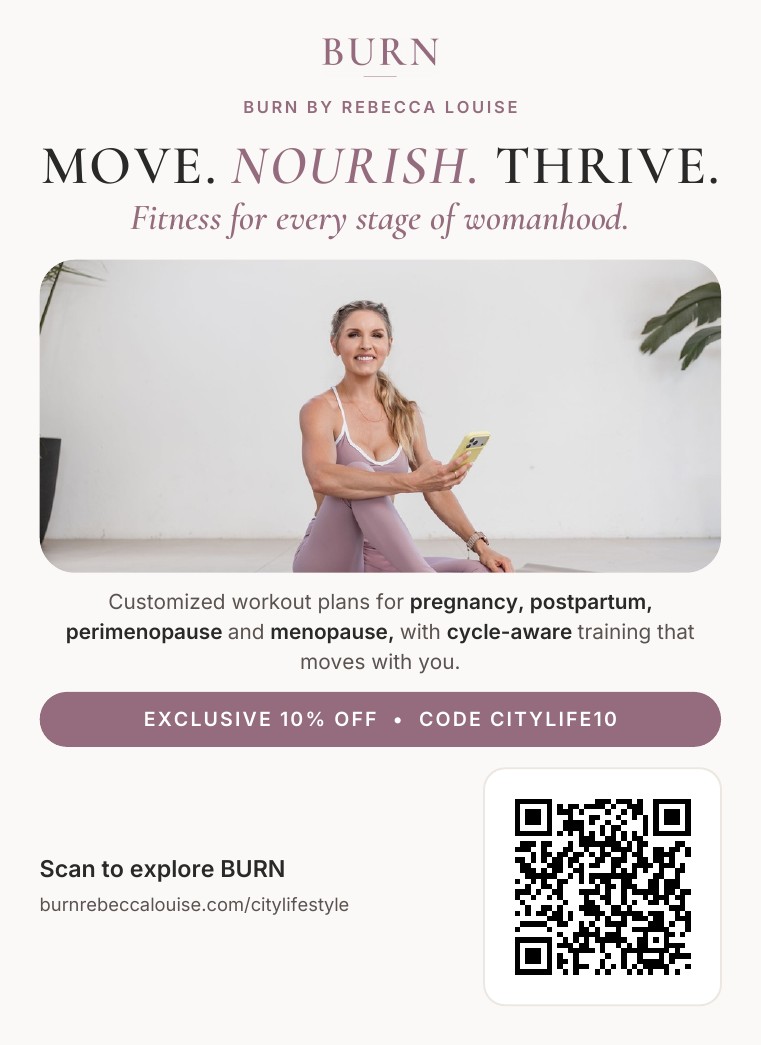 BURN
BURN BY REBECCA LOUISE
MOVE. NOURISH. THRIVE.
Fitness for every stage of womanhood.
Customized workout plans for pregnancy, postpartum,
perimenopause and menopause, with cycle-aware training that
moves with you.
EXCLUSIVE 10% OFF • CODE CITYLIFE10
Scan to explore BURN
burnrebeccalouise.com/citylifestyle